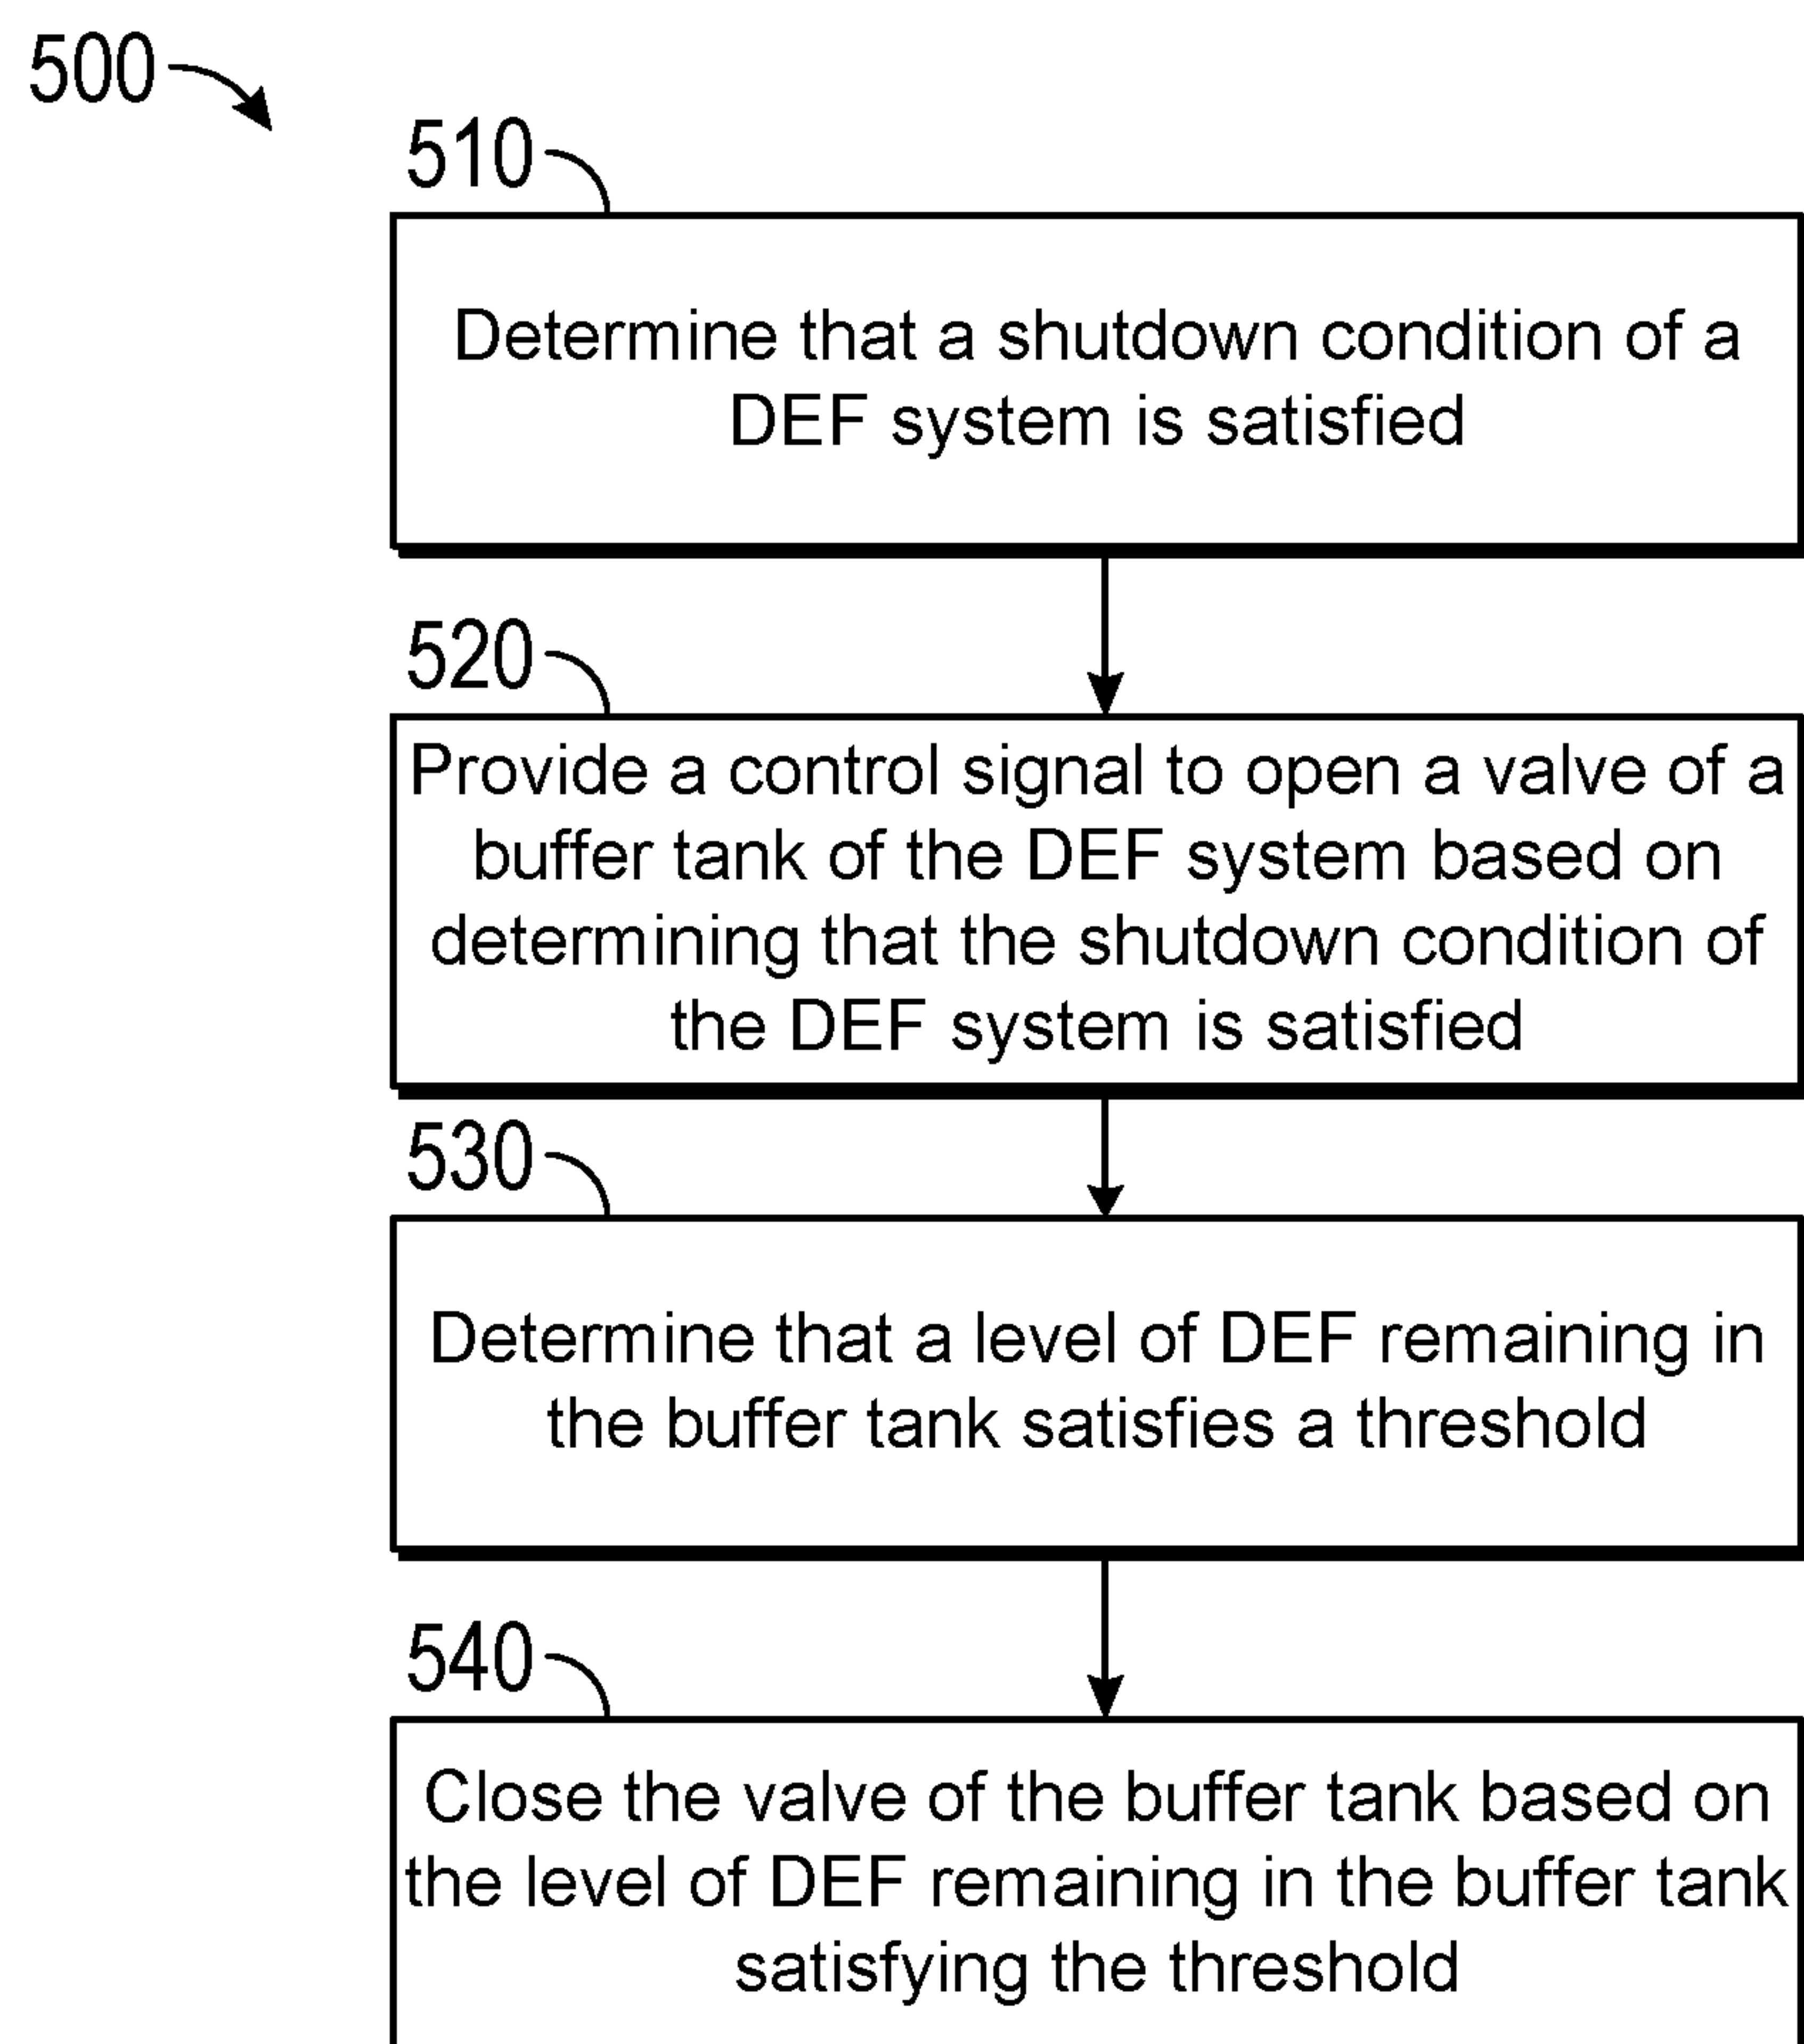 500
510
Determine that a shutdown condition of a
DEF system is satisfied
520
Provide a control signal to open a valve of a
buffer tank of the DEF system based on
determining that the shutdown condition of
the DEF system is satisfied
530
Determine that a level of DEF remaining in
the buffer tank satisfies a threshold
540
Close the valve of the buffer tank based on
the level of DEF remaining in the buffer tank
satisfying the threshold